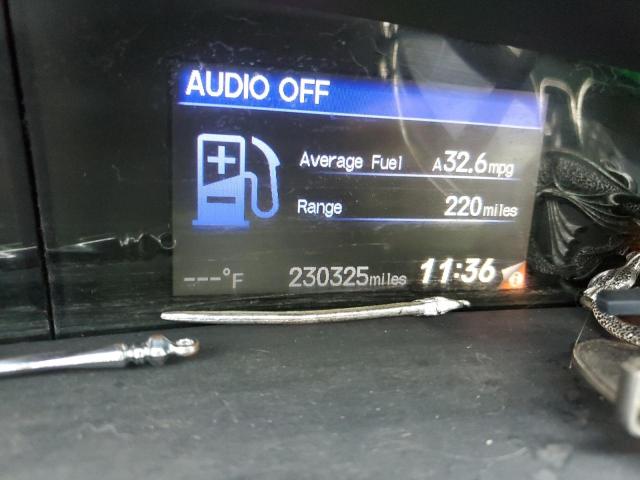 AUDIO OFF
Average Fuel A32.6mpg
Range 220miles
---°F 230325miles 11:36